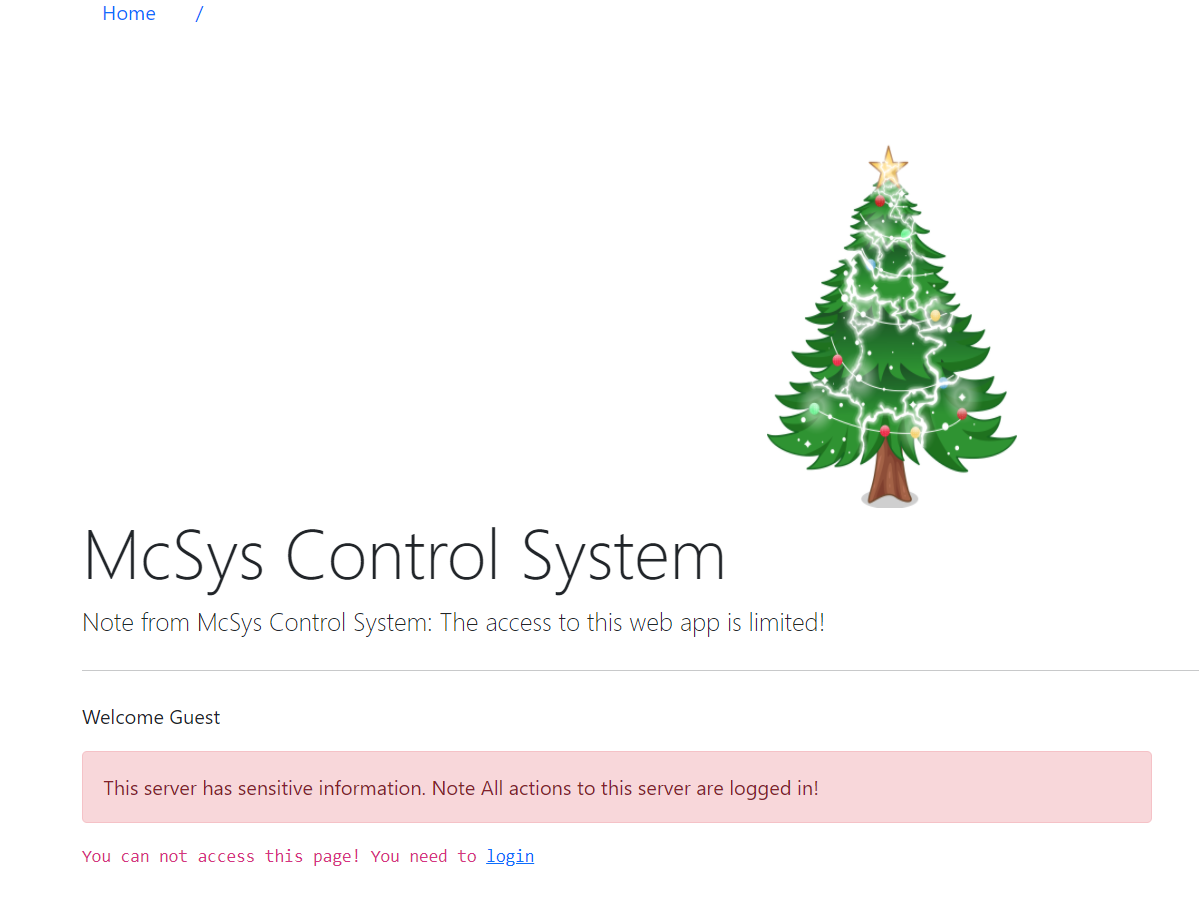 Home /
McSys Control System
Note from McSys Control System: The access to this web app is limited!
Welcome Guest
This server has sensitive information. Note All actions to this server are logged in!
You can not access this page! You need to login